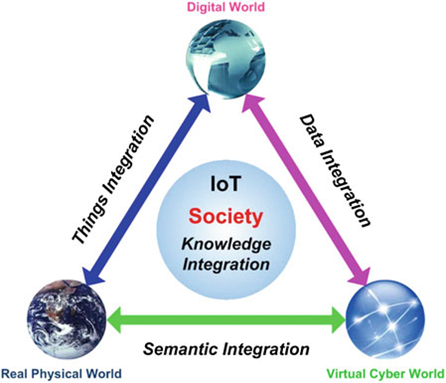 Digital World
Things Integration
Data Integration
IoT
Society
Knowledge
Integration
Real Physical World
Semantic Integration
Virtual Cyber World